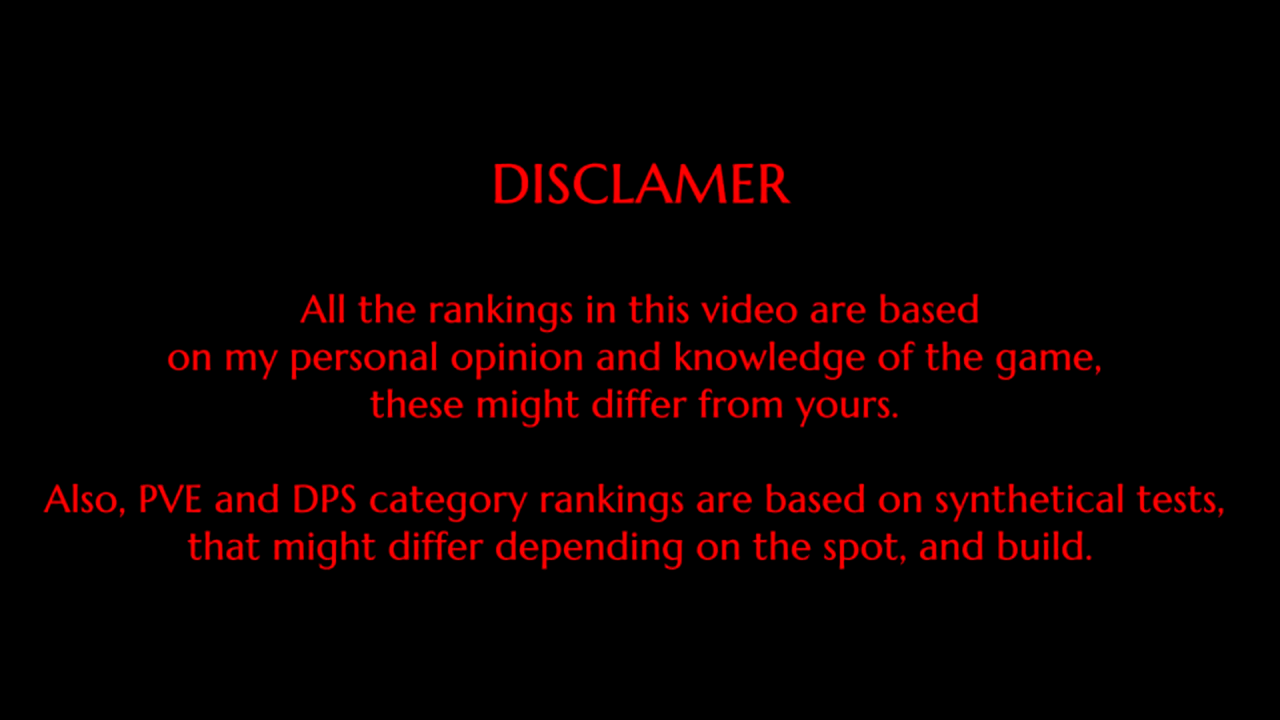 DISCLAMER
All the rankings in this video are based
on my personal opinion and knowledge of the game,
these might differ from yours.
Also, PVE and DPS category rankings are based on synthetical tests,
that might differ depending on the spot, and build.